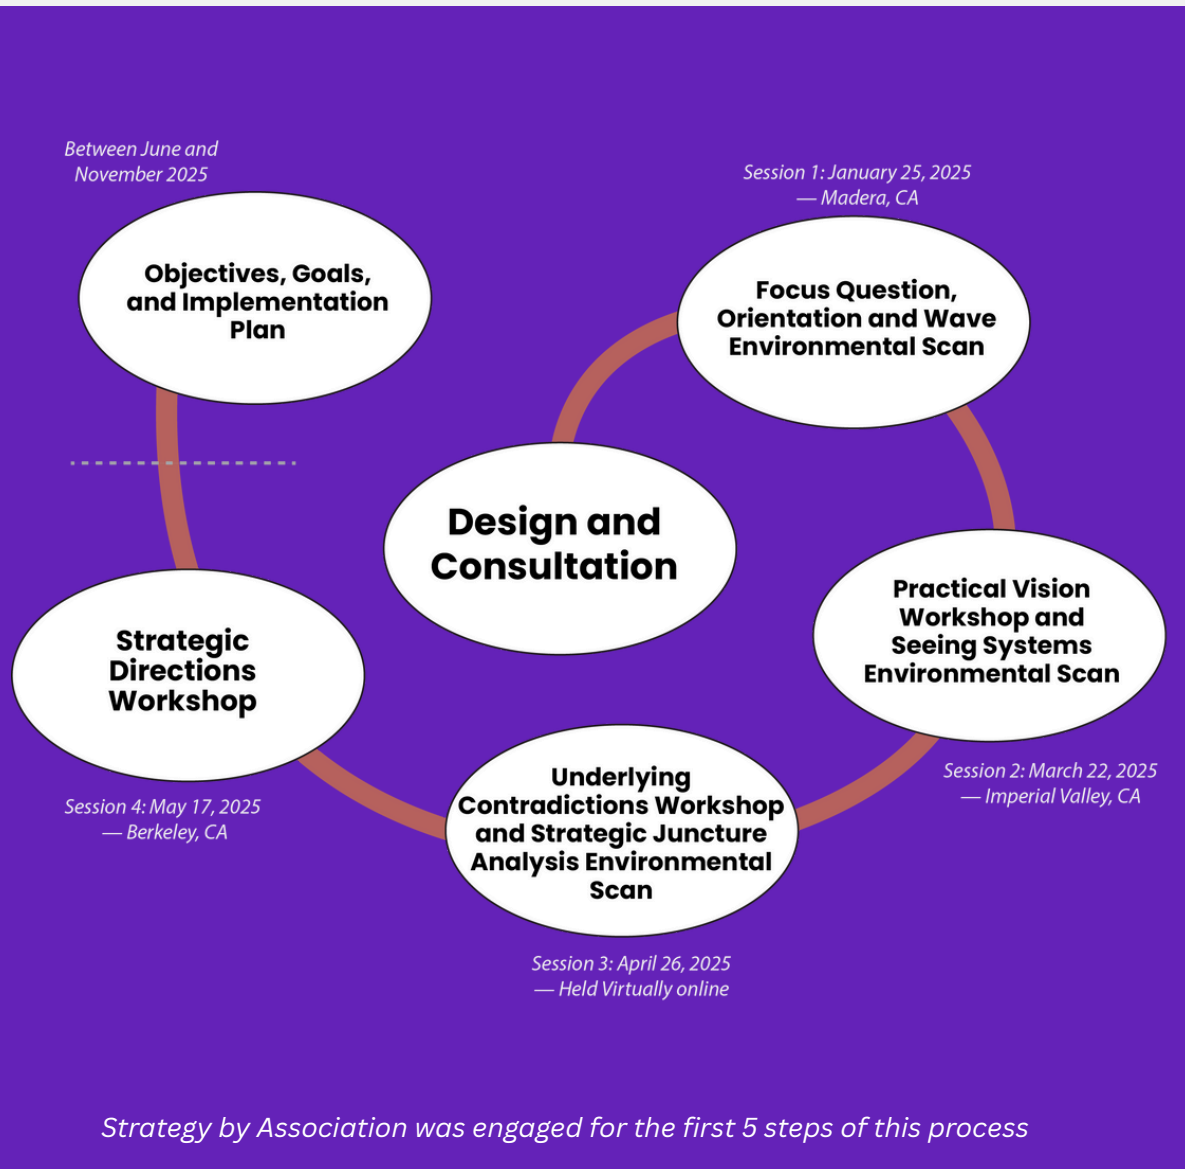 Between June and
November 2025
Objectives, Goals,
and Implementation
Plan
Session 1: January 25, 2025
— Madera, CA
Focus Question,
Orientation and Wave
Environmental Scan
Design and
Consultation
Practical Vision
Workshop and
Seeing Systems
Environmental Scan
Session 2: March 22, 2025
— Imperial Valley, CA
Strategic
Directions
Workshop
Session 4: May 17, 2025
— Berkeley, CA
Underlying
Contradictions Workshop
and Strategic Juncture
Analysis Environmental
Scan
Session 3: April 26, 2025
— Held Virtually online
Strategy by Association was engaged for the first 5 steps of this process